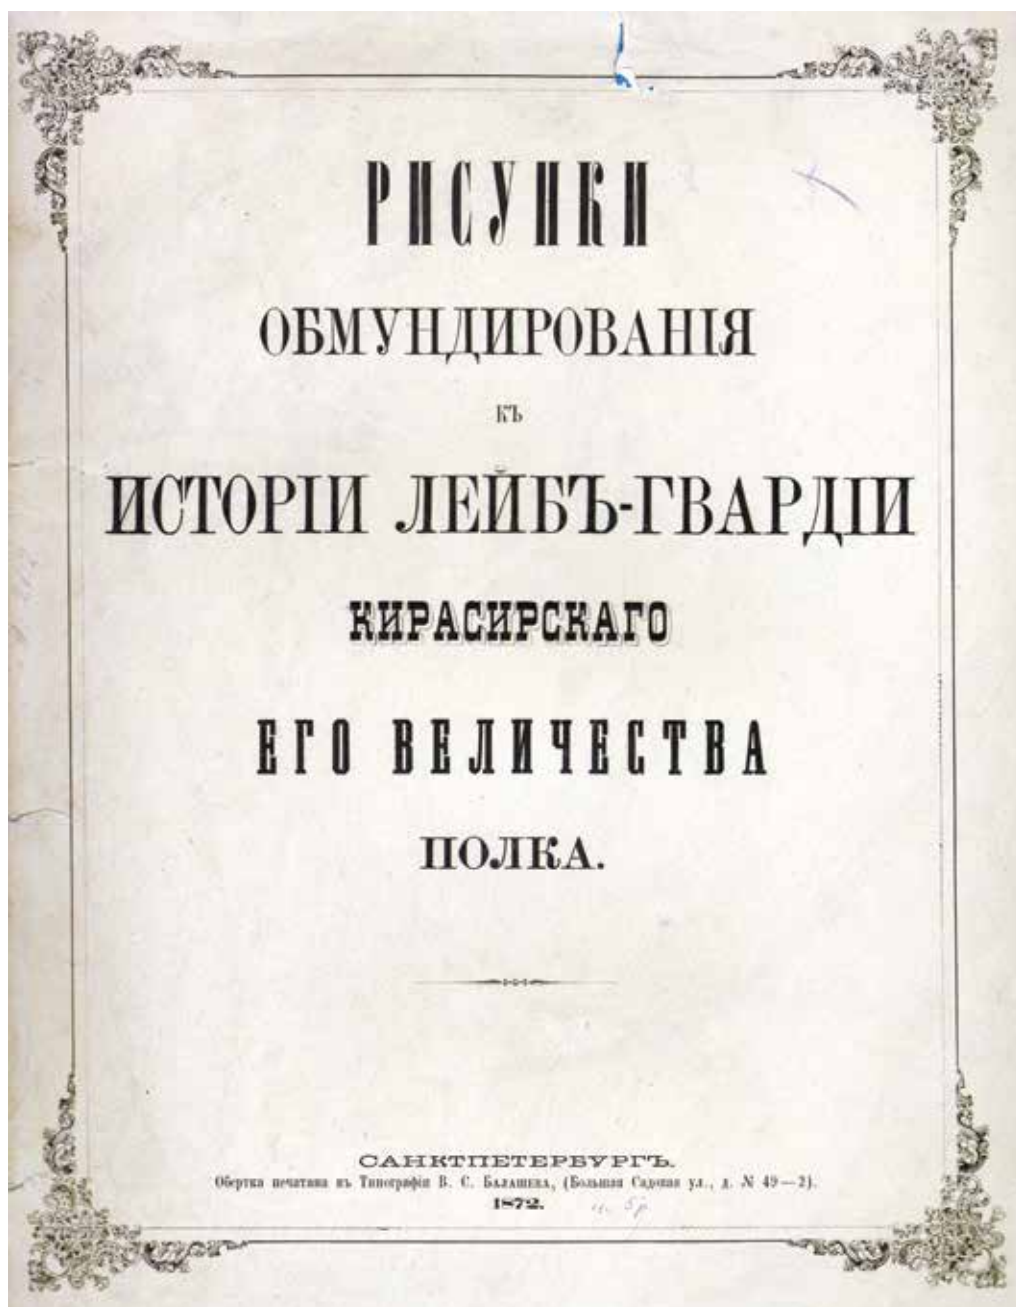 РИСУНКИ
ОБМУНДИРОВАНІЯ
КЪ
ИСТОРІИ ЛЕЙБЪ-ГВАРДІИ
КИРАСИРСКАГО
ЕГО ВЕЛИЧЕСТВА
ПОЛКА.
САНКТПЕТЕРБУРГЪ.
Обертка печатана въ Типографіи В. С. Балашева, (Большая Садовая ул., д. № 49—2).
1872.